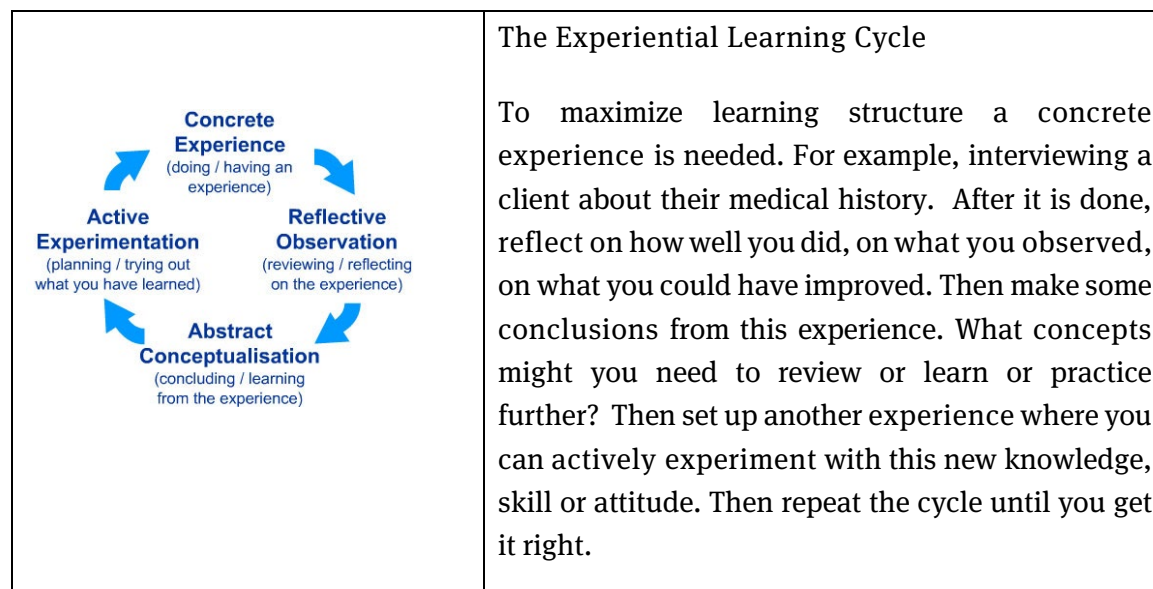 Concrete
Experience
(doing / having an
experience)
Active
Experimentation
(planning / trying out
what you have learned)
Reflective
Observation
(reviewing / reflecting
on the experience)
Abstract
Conceptualisation
(concluding / learning
from the experience)
The Experiential Learning Cycle
To maximize learning structure a concrete
experience is needed. For example, interviewing a
client about their medical history. After it is done,
reflect on how well you did, on what you observed,
on what you could have improved. Then make some
conclusions from this experience. What concepts
might you need to review or learn or practice
further? Then set up another experience where you
can actively experiment with this new knowledge,
skill or attitude. Then repeat the cycle until you get
it right.